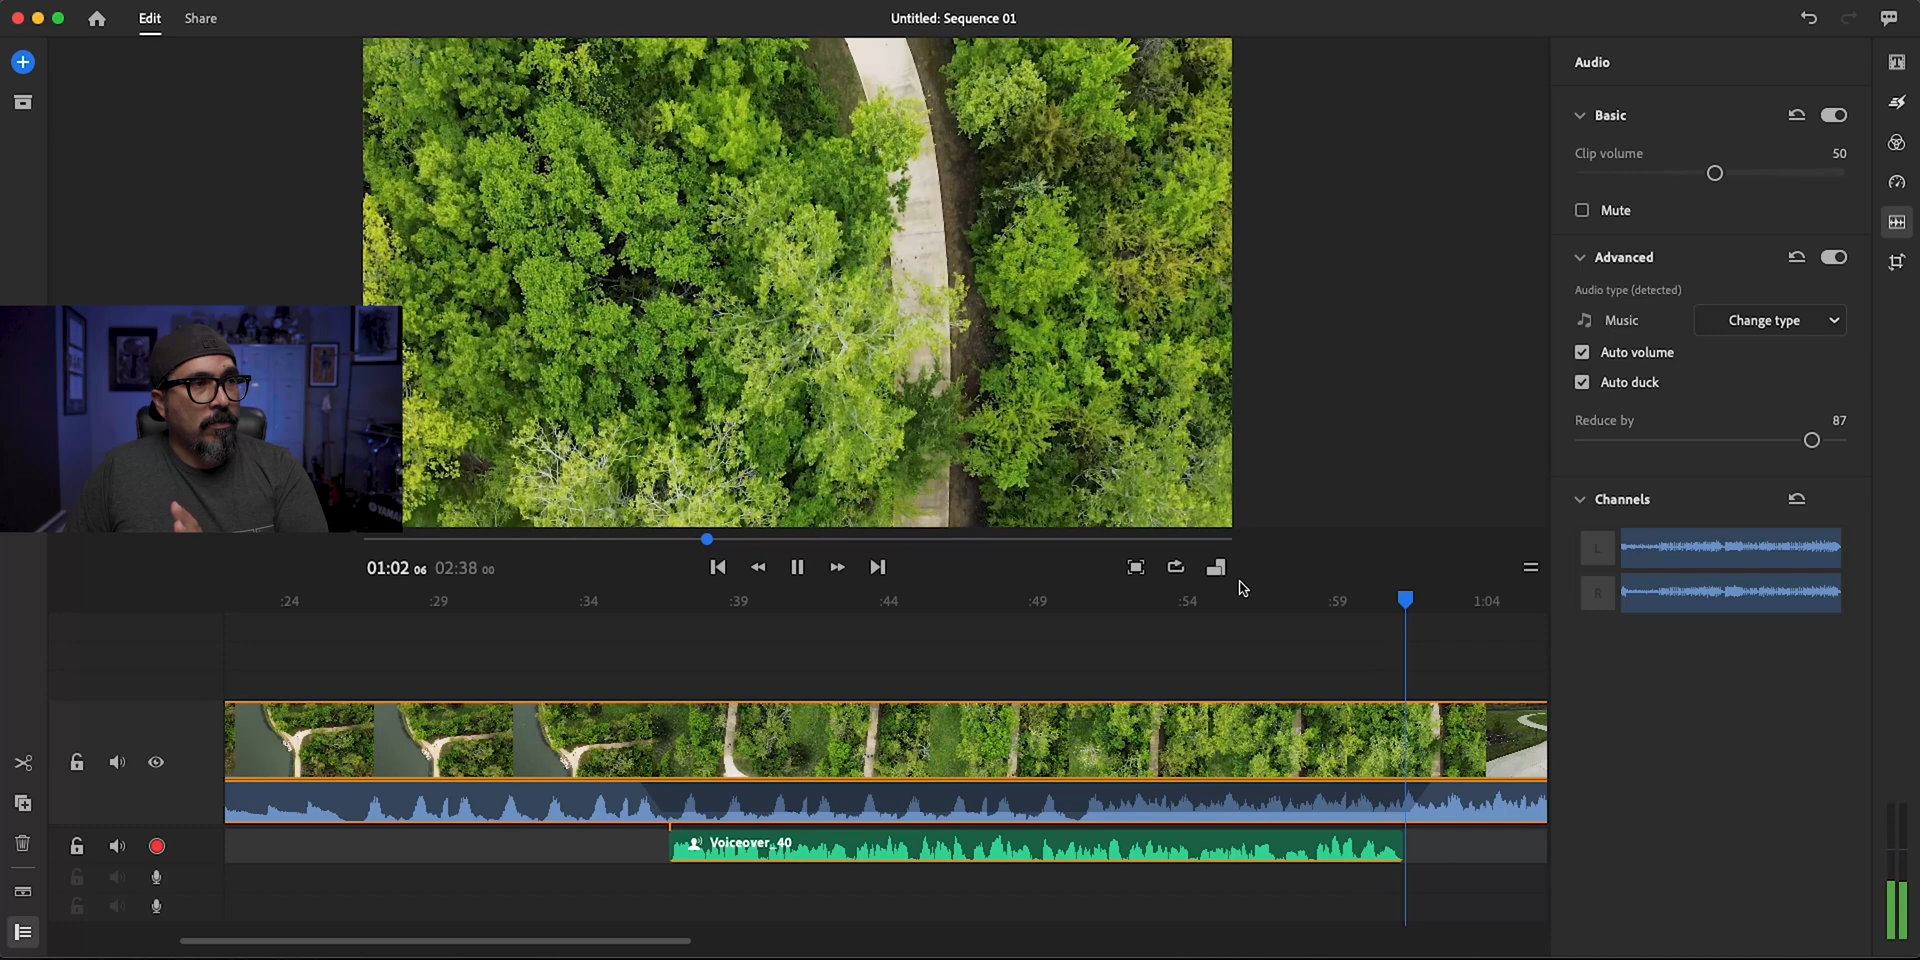 Edit
Share
Untitled: Sequence 01
Audio
Basic
Clip volume 50
Mute
Advanced
Audio type (detected)
Music Change type
Auto volume
Auto duck
Reduce by 87
Channels
L
R
YAMAHA
01:02 06 02:38 00
:24 :29 :34 :39 :44 :49 :54 :59 1:04
Voiceover_40